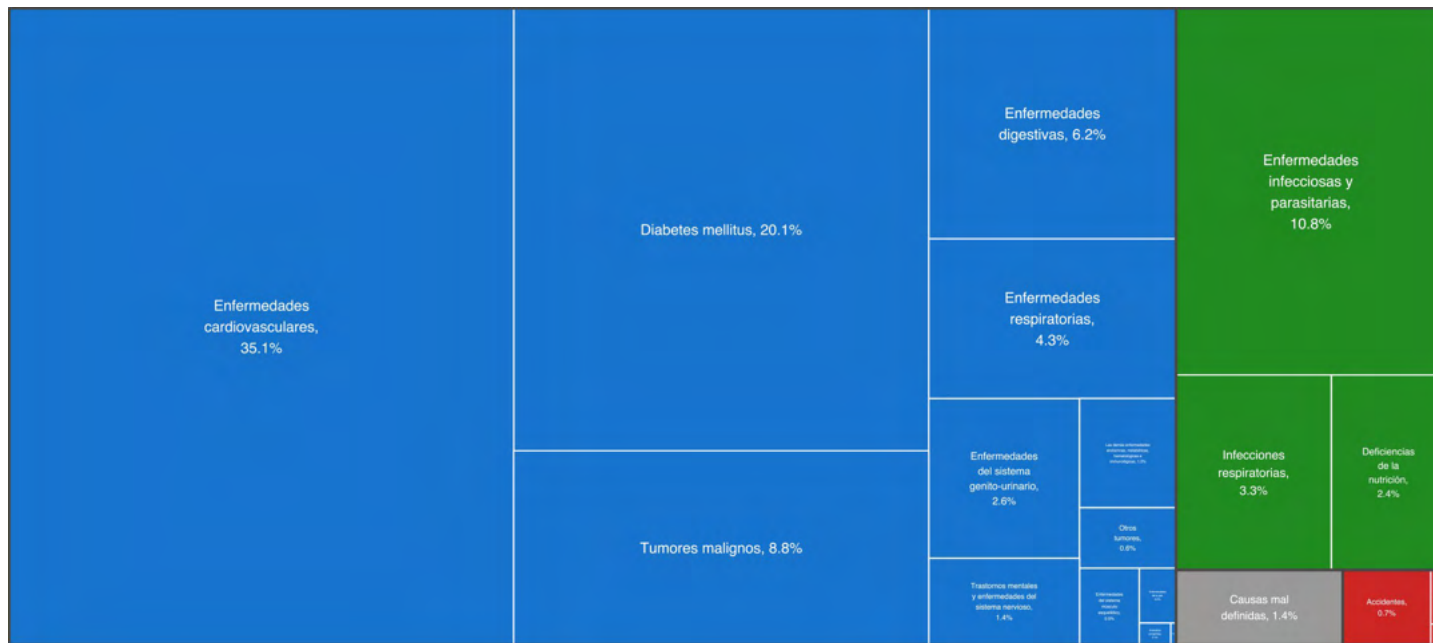 Enfermedades
cardiovasculares,
35.1%
Diabetes mellitus, 20.1%
Tumores malignos, 8.8%
Enfermedades
digestivas, 6.2%
Enfermedades
respiratorias,
4.3%
Enfermedades
del sistema
genito-urinario,
2.6%
Trastornos mentales
y enfermedades del
sistema nervioso,
1.4%
Otros
tumores,
0.6%
Enfermedades
infecciosas y
parasitarias,
10.8%
Infecciones
respiratorias,
3.3%
Deficiencias
de la
nutrición,
2.4%
Causas mal
definidas, 1.4%
Accidentes,
0.7%